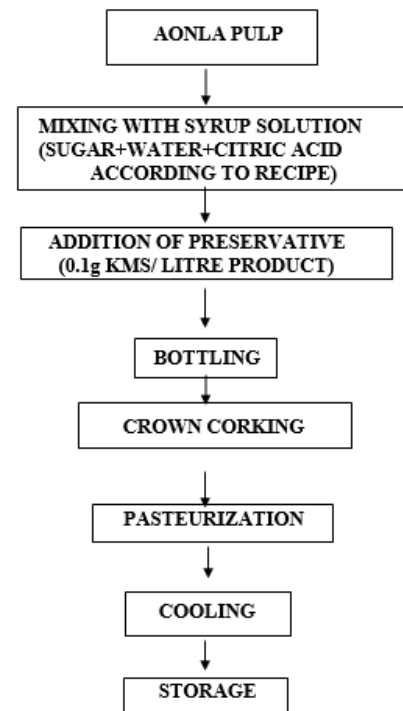 AONLA PULP
MIXING WITH SYRUP SOLUTION
(SUGAR+WATER+CITRIC ACID
ACCORDING TO RECIPE)
ADDITION OF PRESERVATIVE
(0.1g KMS/ LITRE PRODUCT)
BOTTLING
CROWN CORKING
PASTEURIZATION
COOLING
STORAGE